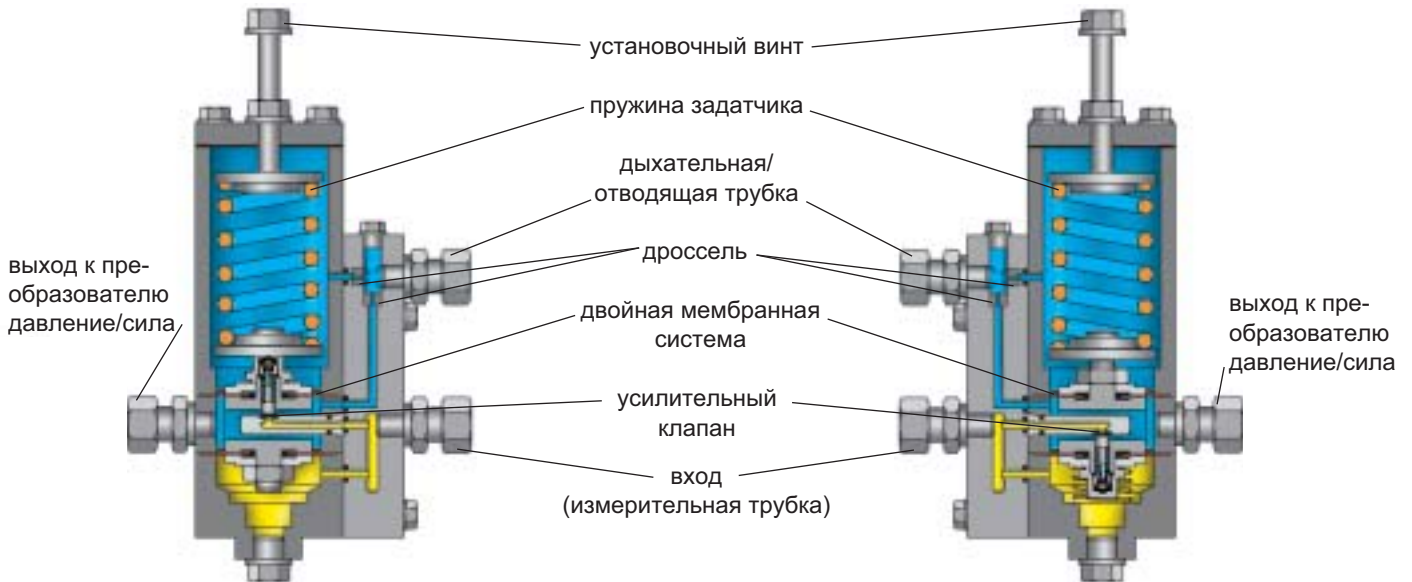 установочный винт
пружина задатчика
дыхательная/
отводящая трубка
дроссель
выход к пре-
образователю
давление/сила
двойная мембранная
система
выход к пре-
образователю
давление/сила
усилительный
клапан
вход
(измерительная трубка)